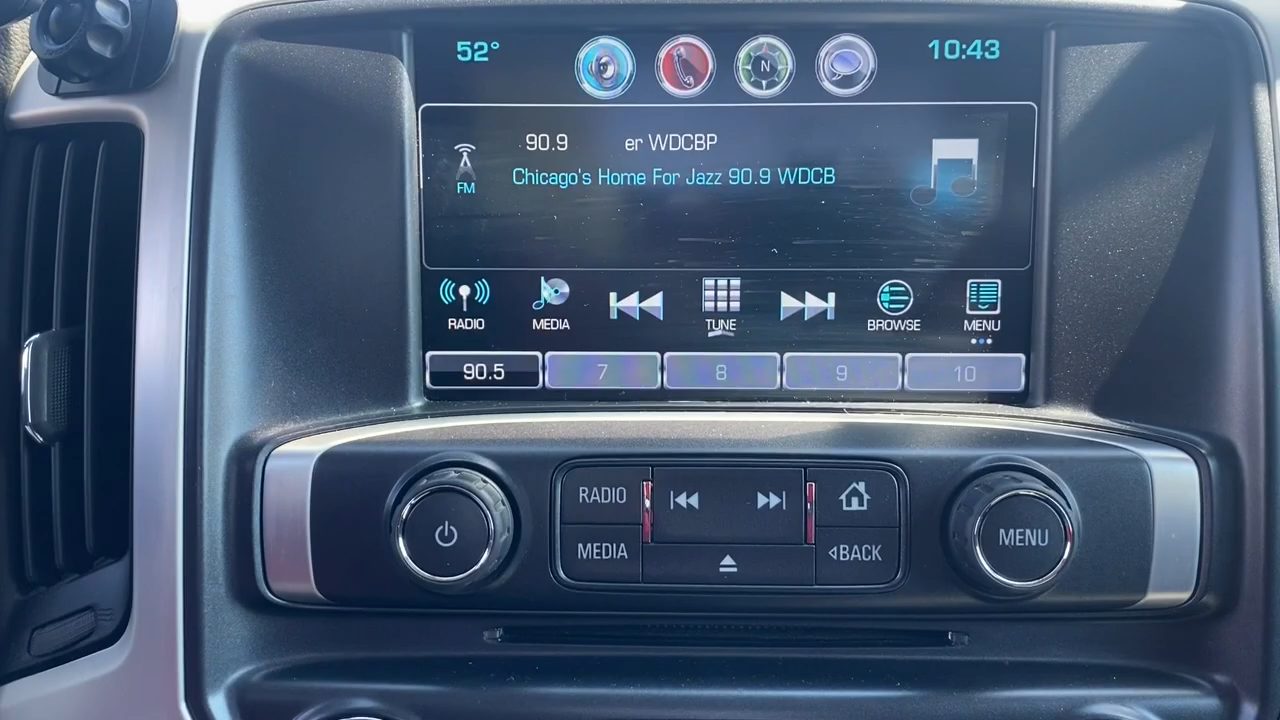 52°
N
10:43
90.9 er WDCBP
FM
Chicago's Home For Jazz 90.9 WDCB
RADIO MEDIA TUNE BROWSE MENU
90.5 7 8 9 10
RADIO
MEDIA
BACK
MENU